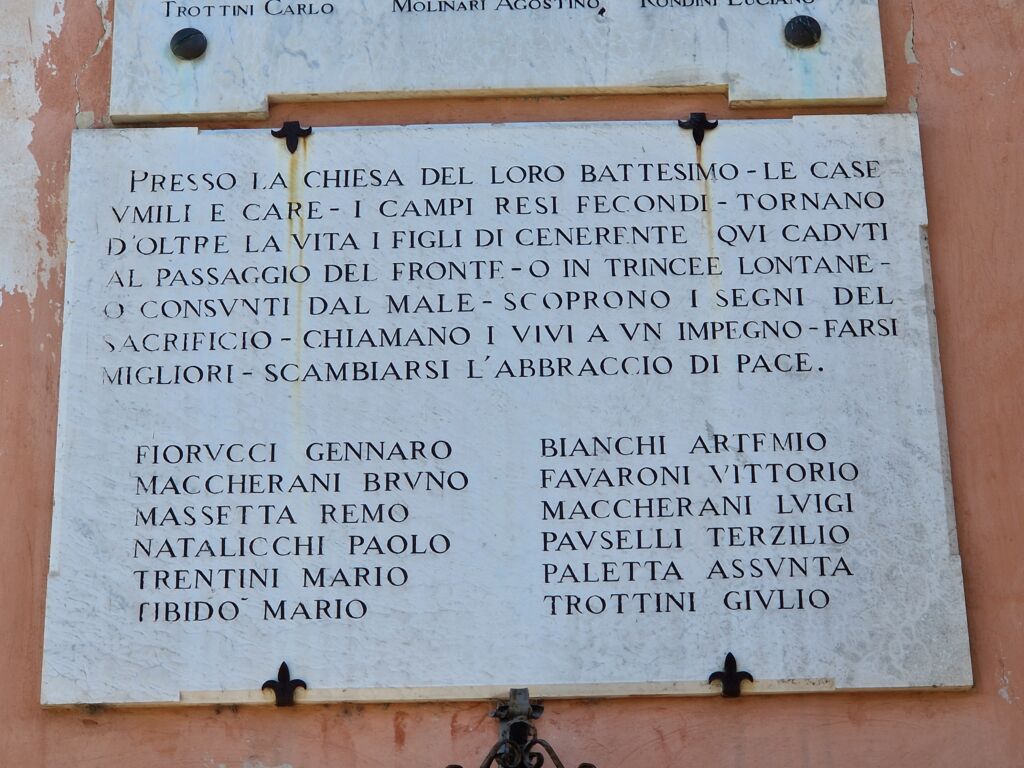 TROTTINI CARLO MOLINARI AGOSTINO RONDINI LUCIANO
PRESSO LA CHIESA DEL LORO BATTESIMO - LE CASE
VMILI E CARE - I CAMPI RESI FECONDI - TORNANO
D'OLTRE LA VITA I FIGLI DI CENERENTE QVI CADVTI
AL PASSAGGIO DEL FRONTE - O IN TRINCEE LONTANE -
O CONSVNTI DAL MALE - SCOPRONO I SEGNI DEL
SACRIFICIO - CHIAMANO I VIVI A VN IMPEGNO - FARSI
MIGLIORI - SCAMBIARSI L'ABBRACCIO DI PACE.
FIORVCCI GENNARO BIANCHI ARTEMIO
MACCHERANI BRVNO FAVARONI VITTORIO
MASSETTA REMO MACCHERANI LVIGI
NATALICCHI PAOLO PAVSELLI TERZILIO
TRENTINI MARIO PALETTA ASSVNTA
TIBIDO` MARIO TROTTINI GIVLIO